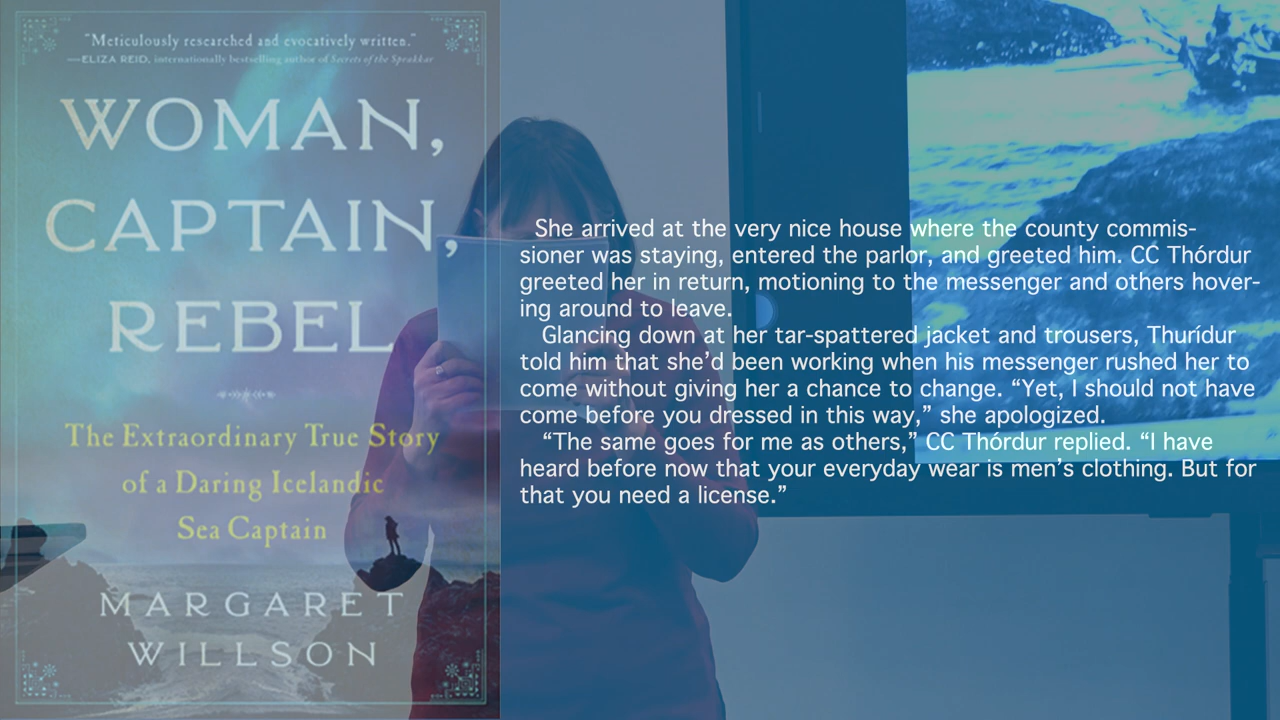 “Meticulously researched and evocatively written.”
—ELIZA REID, internationally bestselling author of Secrets of the Sprakkar
WOMAN,
CAPTAIN,
REBEL
The Extraordinary True Story
of a Daring Icelandic
Sea Captain
MARGARET
WILLSON
She arrived at the very nice house where the county commis-
sioner was staying, entered the parlor, and greeted him. CC Thórdur
greeted her in return, motioning to the messenger and others hover-
ing around to leave.
Glancing down at her tar-spattered jacket and trousers, Thurídur
told him that she’d been working when his messenger rushed her to
come without giving her a chance to change. “Yet, I should not have
come before you dressed in this way,” she apologized.
“The same goes for me as others,” CC Thórdur replied. “I have
heard before now that your everyday wear is men’s clothing. But for
that you need a license.”